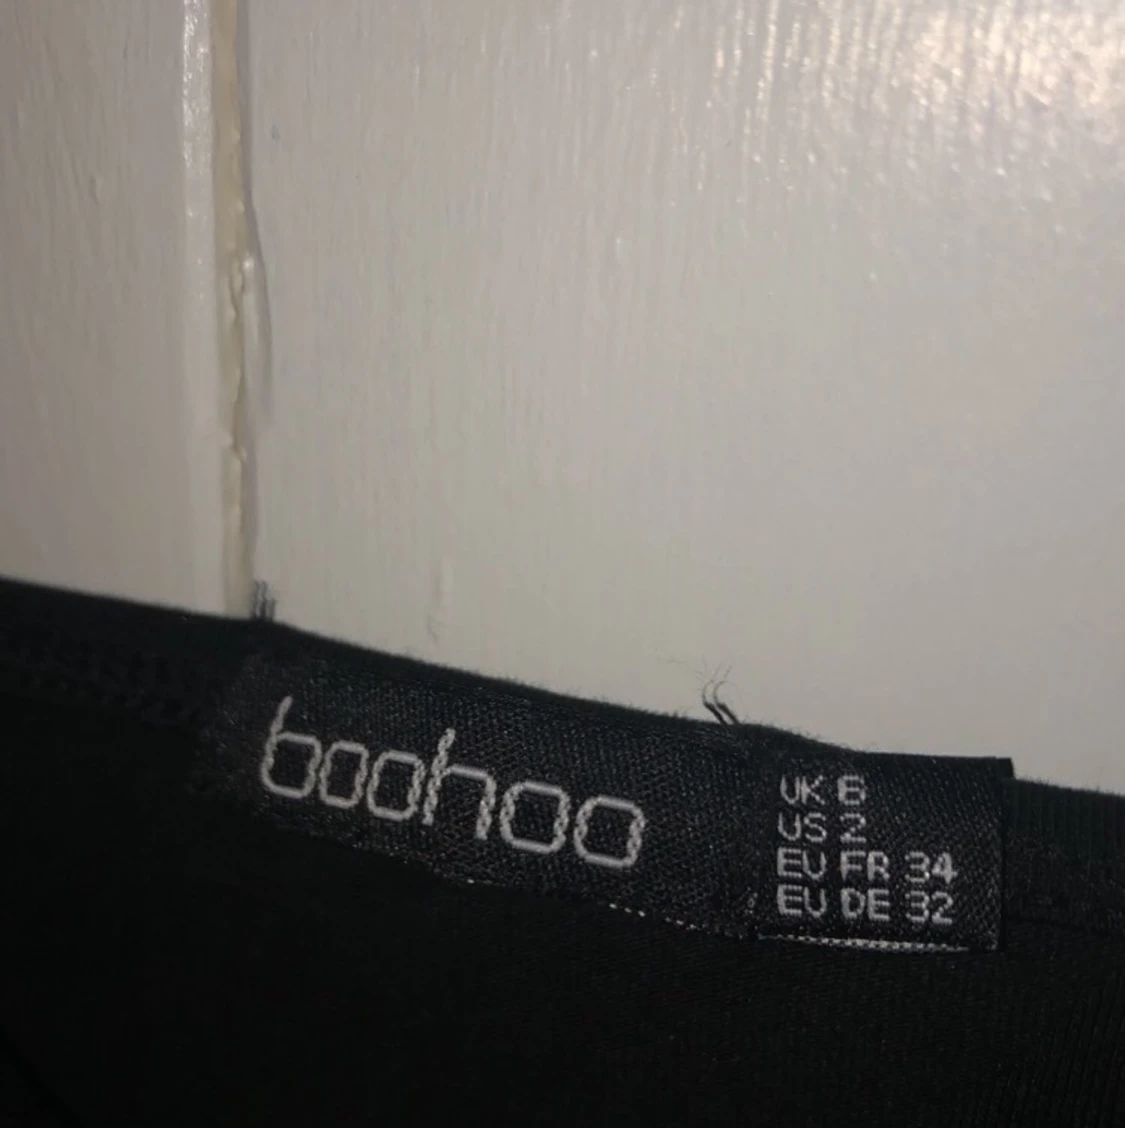 boohoo
UK 6
US 2
EU FR 34
EU DE 32